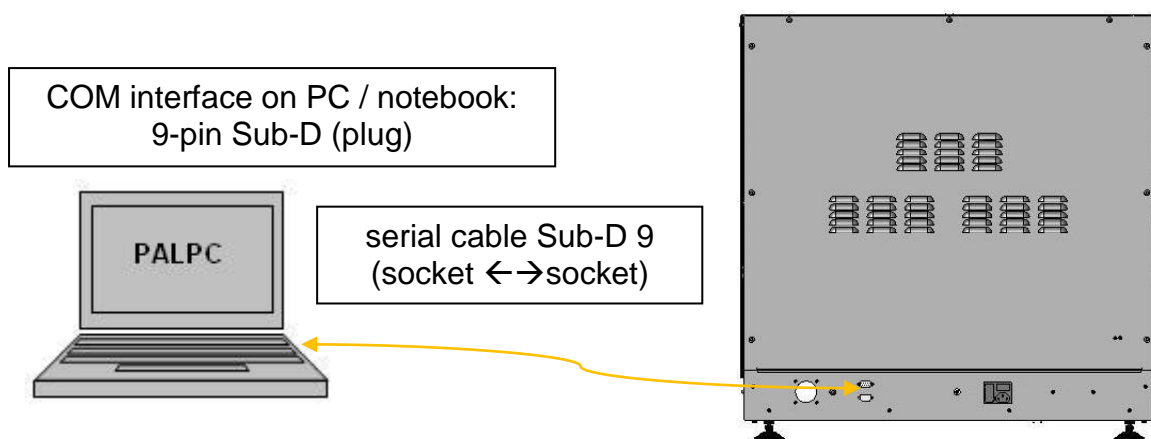 COM interface on PC / notebook:
9-pin Sub-D (plug)
PALPC
serial cable Sub-D 9
(socket ←→socket)